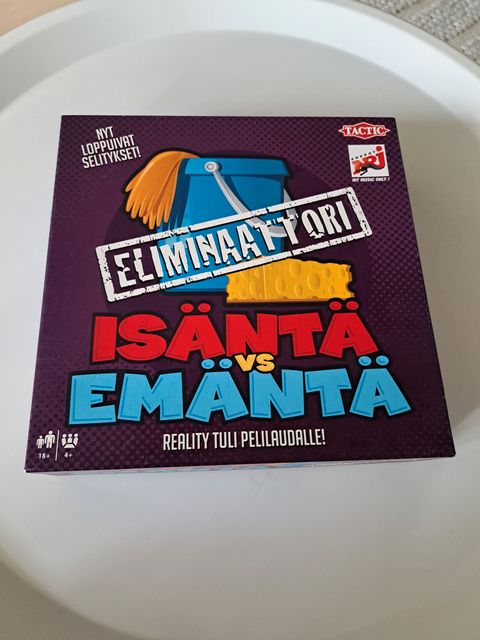 NYT
LOPPUIVAT
SELITYKSET!
TACTIC
NRJ
HIT MUSIC ONLY!
ELIMINAATTORI
ISÄNTÄ
VS
EMÄNTÄ
REALITY TULI PELILAUDALLE!
18+ 4+